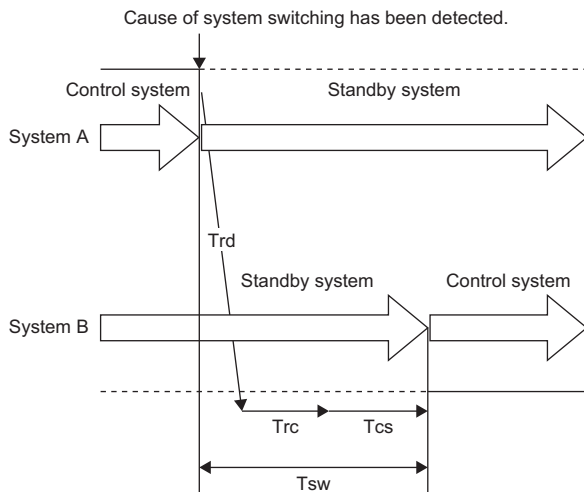 Cause of system switching has been detected.
Control system
Standby system
System A
Trd
Standby system
Control system
System B
Trc
Tcs
Tsw